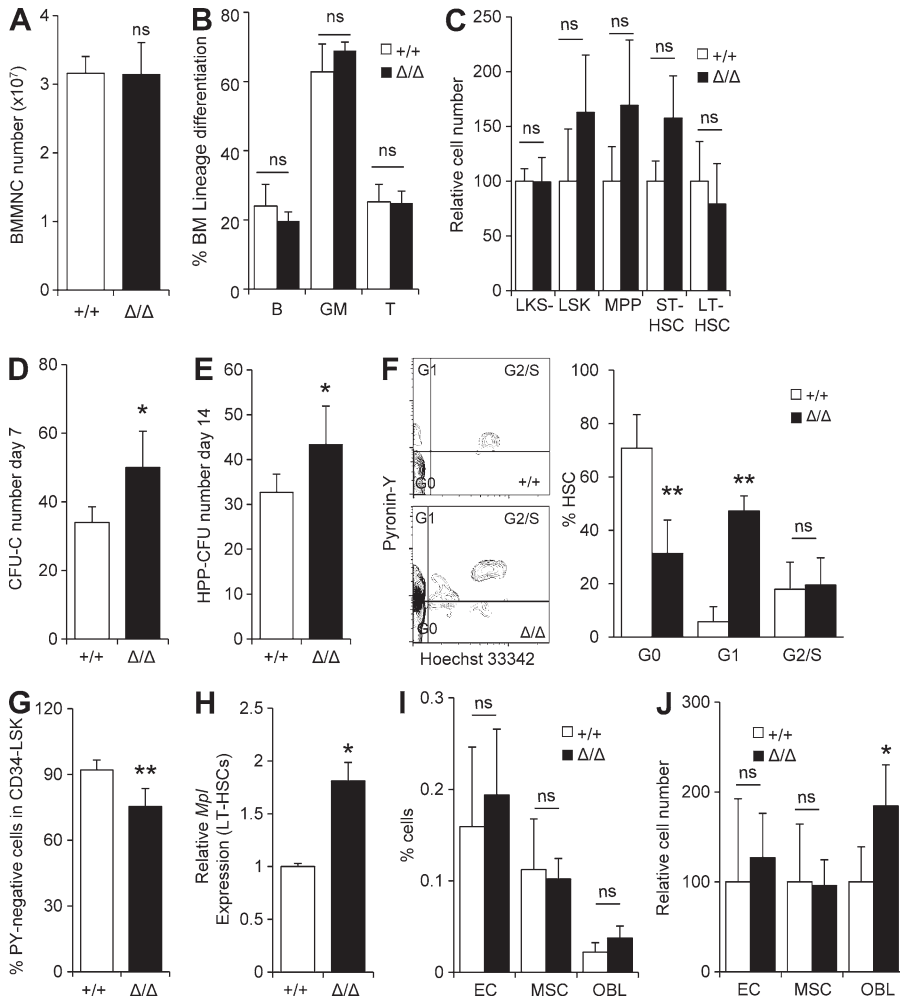 A
BMMNC number (x10⁷)
4
3
2
1
0
ns
+/+
Δ/Δ
B
% BM Lineage differentiation
80
60
40
20
0
ns
ns
ns
+/+
Δ/Δ
B
GM
T
C
Relative cell number
250
200
150
100
50
0
ns
ns
ns
ns
ns
+/+
Δ/Δ
LKS-
LSK
MPP
ST-
HSC
LT-
HSC
D
CFU-C number day 7
80
60
40
20
0
*
+/+
Δ/Δ
E
HPP-CFU number day 14
60
50
40
30
20
10
0
*
+/+
Δ/Δ
F
Pyronin-Y
G1
G2/S
G0
+/+
G1
G2/S
G0
Δ/Δ
Hoechst 33342
% HSC
100
80
60
40
20
0
**
**
ns
+/+
Δ/Δ
G0
G1
G2/S
G
% PY-negative cells in CD34-LSK
120
90
60
30
0
**
+/+
Δ/Δ
H
Relative Mpl
Expression (LT-HSCs)
2.5
2
1.5
1
0.5
0
*
+/+
Δ/Δ
I
% cells
0.3
0.2
0.1
0
ns
ns
ns
+/+
Δ/Δ
EC
MSC
OBL
J
Relative cell number
300
200
100
0
ns
ns
*
+/+
Δ/Δ
EC
MSC
OBL